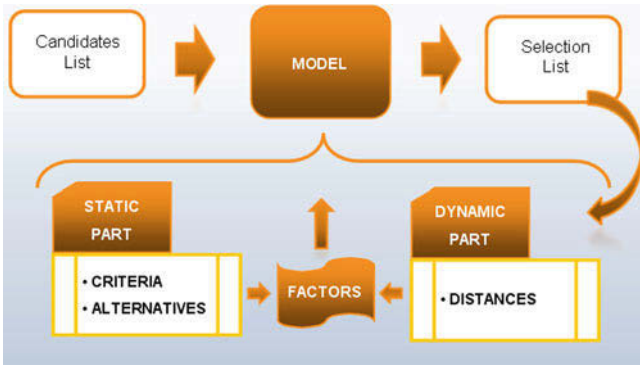 Candidates
List
MODEL
Selection
List
STATIC
PART
• CRITERIA
• ALTERNATIVES
FACTORS
DYNAMIC
PART
• DISTANCES